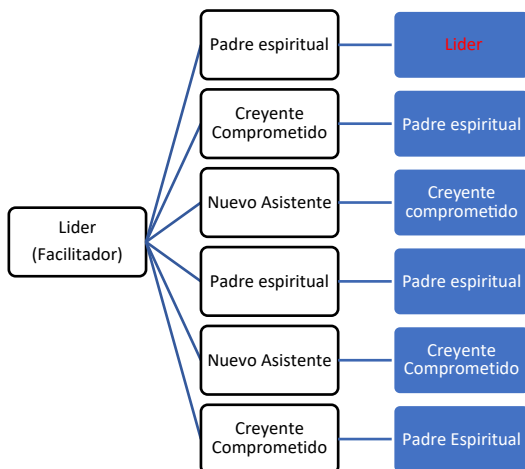 Padre espiritual
Lider
Creyente
Comprometido
Padre espiritual
Nuevo Asistente
Creyente
comprometido
Lider
(Facilitador)
Padre espiritual
Padre espiritual
Nuevo Asistente
Creyente
Comprometido
Creyente
Comprometido
Padre Espiritual